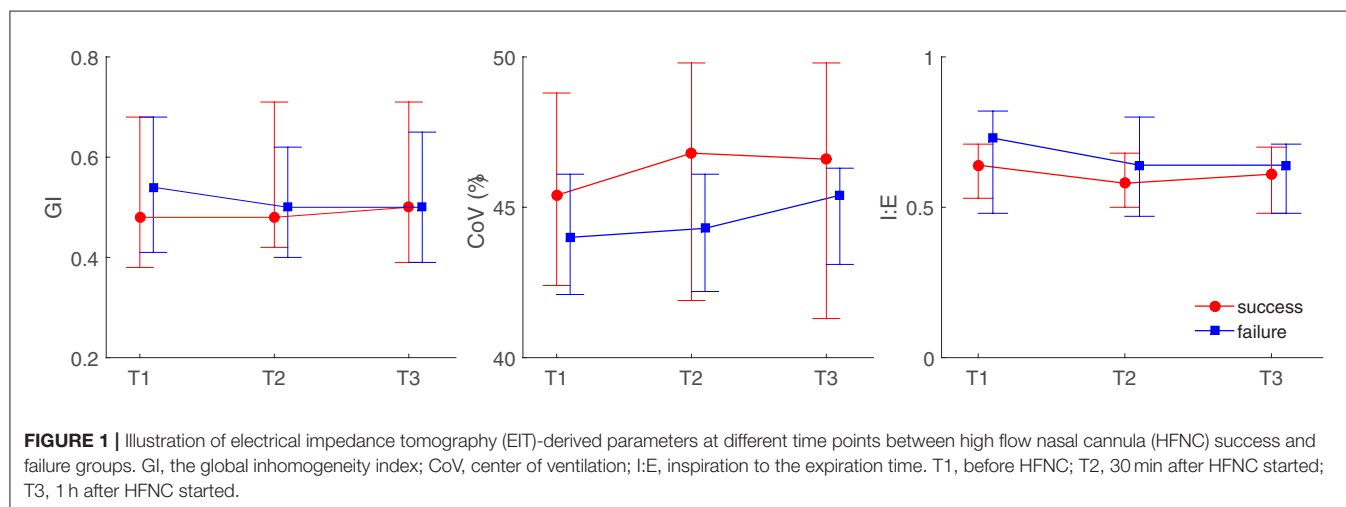 0.8
0.6
0.4
0.2
GI
T1 T2 T3
50
45
40
CoV (%)
T1 T2 T3
1
0.5
0
I:E
T1 T2 T3
success
failure
FIGURE 1 | Illustration of electrical impedance tomography (EIT)-derived parameters at different time points between high flow nasal cannula (HFNC) success and
failure groups. GI, the global inhomogeneity index; CoV, center of ventilation; I:E, inspiration to the expiration time. T1, before HFNC; T2, 30 min after HFNC started;
T3, 1 h after HFNC started.